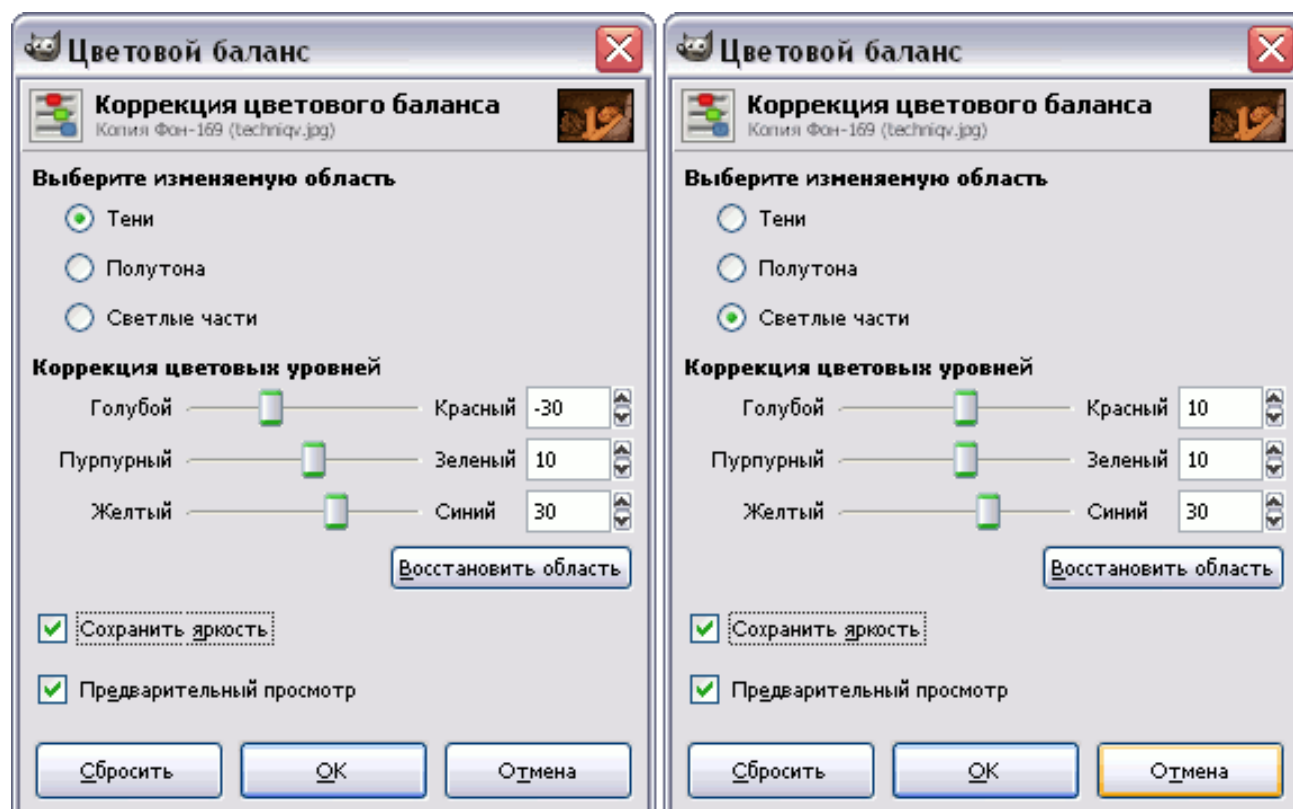 Цветовой баланс
Коррекция цветового баланса
Копия Фон-169 (techniqv.jpg)
Выберите изменяемую область
Тени
Полутона
Светлые части
Коррекция цветовых уровней
Голубой Красный -30
Пурпурный Зеленый 10
Желтый Синий 30
Восстановить область
Сохранить яркость
Предварительный просмотр
Сбросить OK Отмена
Цветовой баланс
Коррекция цветового баланса
Копия Фон-169 (techniqv.jpg)
Выберите изменяемую область
Тени
Полутона
Светлые части
Коррекция цветовых уровней
Голубой Красный 10
Пурпурный Зеленый 10
Желтый Синий 30
Восстановить область
Сохранить яркость
Предварительный просмотр
Сбросить OK Отмена